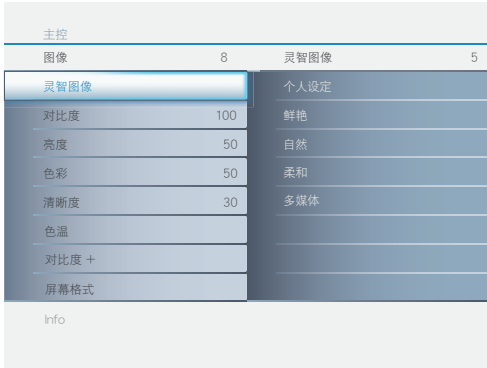 主控
图像 8 灵智图像 5
灵智图像 个人设定
对比度 100 鲜艳
亮度 50 自然
色彩 50 柔和
清晰度 30 多媒体
色温
对比度 +
屏幕格式
Info